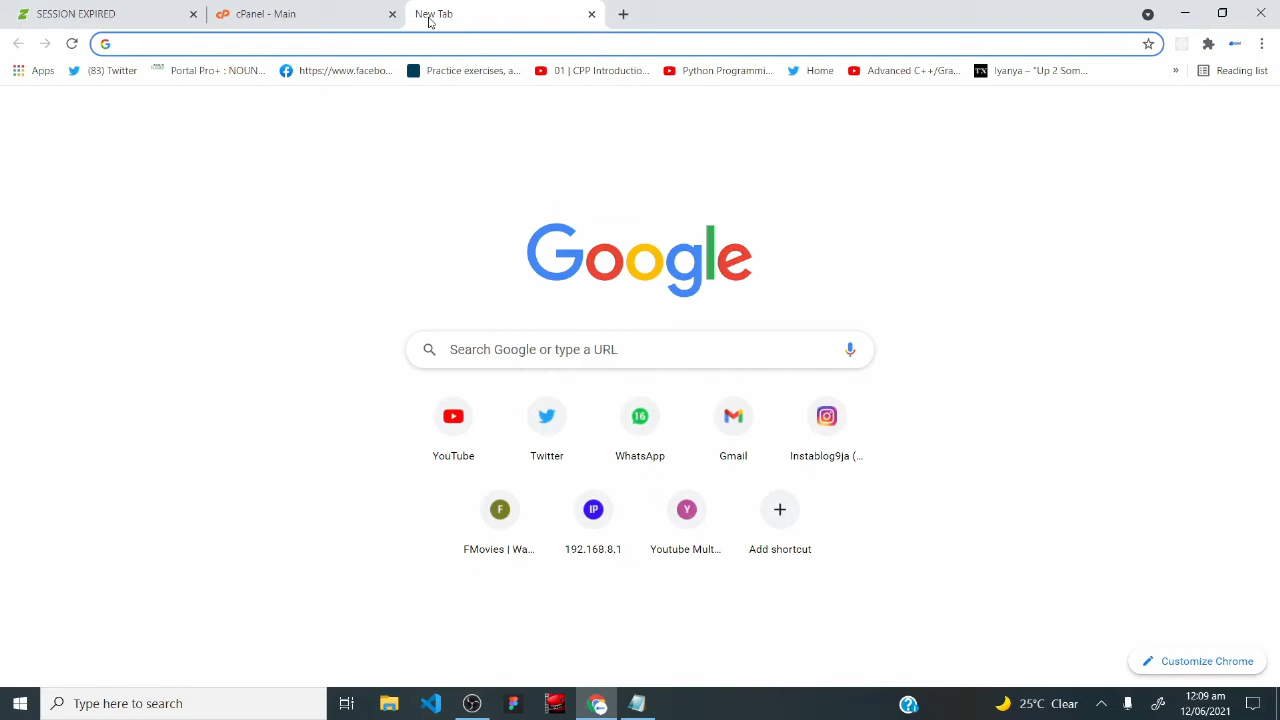 SESSION EXPIRED
cPanel - Main
New Tab
Apps
(83) Twitter
Portal Pro+ : NOUN...
https://www.facebo...
Practice exercises, a...
01 | CPP Introductio...
Python Programmi...
Home
Advanced C++/Gra...
Iyanya – "Up 2 Som...
»
Reading list
Google
Search Google or type a URL
16
YouTube
Twitter
WhatsApp
Gmail
Instablog9ja (...
F
IP
Y
FMovies | Wa...
192.168.8.1
Youtube Mult...
Add shortcut
Customize Chrome
Type here to search
25°C Clear
12:09 am
12/06/2021